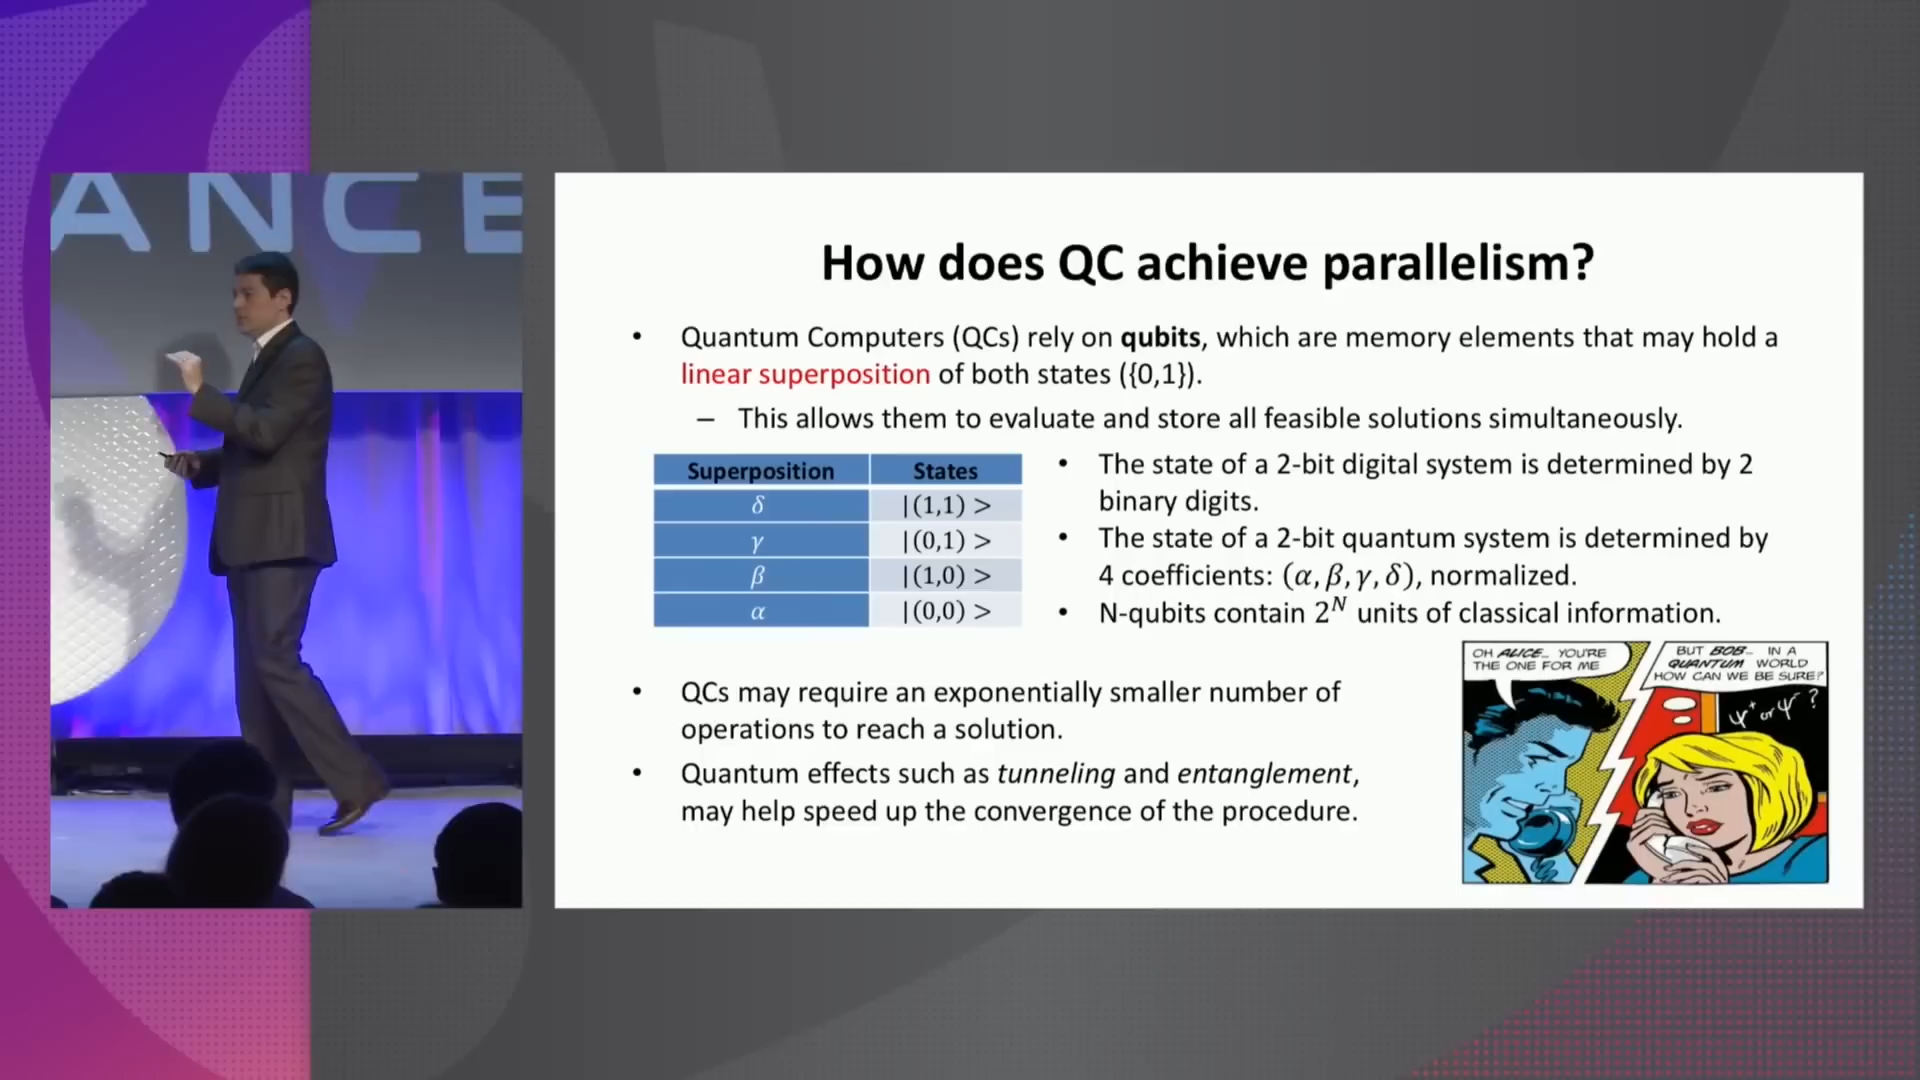 ANCE
How does QC achieve parallelism?
• Quantum Computers (QCs) rely on qubits, which are memory elements that may hold a
linear superposition of both states ({0,1}).
– This allows them to evaluate and store all feasible solutions simultaneously.
Superposition States
δ |(1,1) >
γ |(0,1) >
β |(1,0) >
α |(0,0) >
• The state of a 2-bit digital system is determined by 2
binary digits.
• The state of a 2-bit quantum system is determined by
4 coefficients: (α, β, γ, δ), normalized.
• N-qubits contain 2^N units of classical information.
• QCs may require an exponentially smaller number of
operations to reach a solution.
• Quantum effects such as tunneling and entanglement,
may help speed up the convergence of the procedure.
OH ALICE... YOU'RE
THE ONE FOR ME
BUT BOB... IN A
QUANTUM WORLD
HOW CAN WE BE SURE?
Ψ⁺ or Ψ⁻ ?